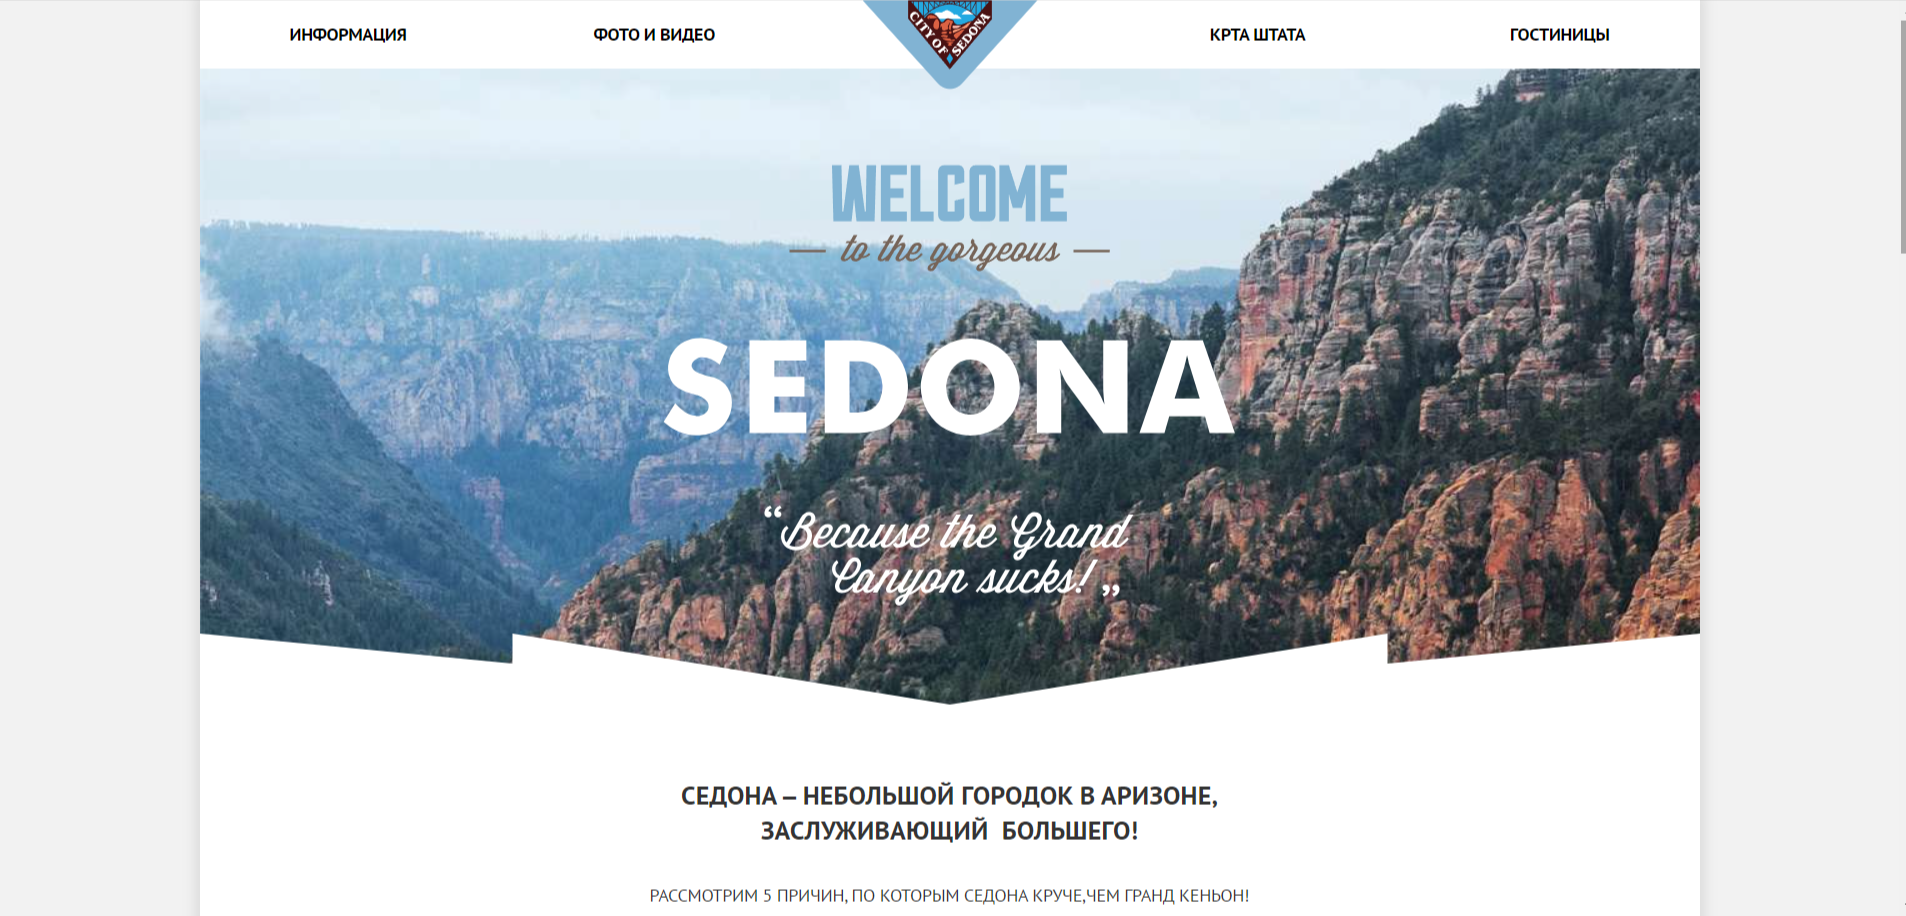 ИНФОРМАЦИЯ
ФОТО И ВИДЕО
CITY OF SEDONA
КРТА ШТАТА
ГОСТИНИЦЫ
WELCOME
— to the gorgeous —
SEDONA
“Because the Grand
Canyon sucks!„
СЕДОНА – НЕБОЛЬШОЙ ГОРОДОК В АРИЗОНЕ,
ЗАСЛУЖИВАЮЩИЙ  БОЛЬШЕГО!
РАССМОТРИМ 5 ПРИЧИН, ПО КОТОРЫМ СЕДОНА КРУЧЕ,ЧЕМ ГРАНД КЕНЬОН!